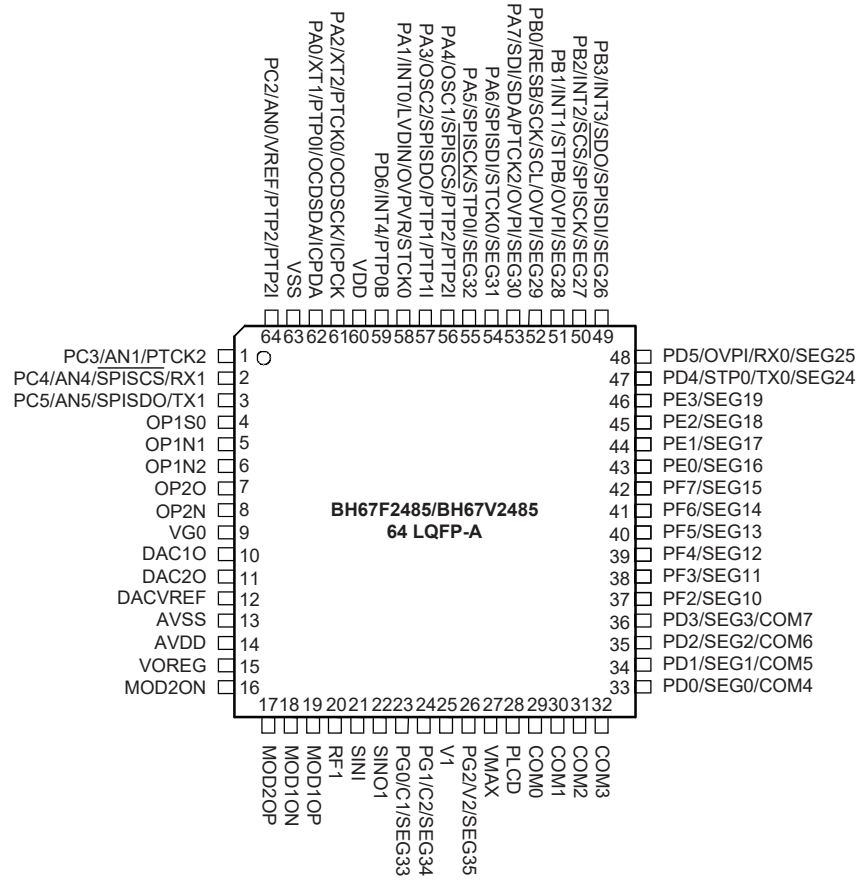 PC2/AN0/VREF/PTP2/PTP2I
VSS
PA0/XT1/PTP0I/OCDSDA/ICPDA
PA2/XT2/PTCK0/OCDSCK/ICPCK
VDD
PD6/INT4/PTP0B
PA1/INT0/LVDIN/OVPVR/STCK0
PA3/OSC2/SPISDO/PTP1/PTP1I
PA4/OSC1/SPISCS/PTP2/PTP2I
PA5/SPISCK/STP0I/SEG32
PA6/SPISDI/STCK0/SEG31
PA7/SDI/SDA/PTCK2/OVPI/SEG30
PB0/RESB/SCK/SCL/OVPI/SEG29
PB1/INT1/STPB/OVPI/SEG28
PB2/INT2/SCS/SPISCK/SEG27
PB3/INT3/SDO/SPISDI/SEG26
64 63 62 61 60 59 58 57 56 55 54 53 52 51 50 49
PC3/AN1/PTCK2 1
PC4/AN4/SPISCS/RX1 2
PC5/AN5/SPISDO/TX1 3
OP1S0 4
OP1N1 5
OP1N2 6
OP2O 7
OP2N 8
VG0 9
DAC1O 10
DAC2O 11
DACVREF 12
AVSS 13
AVDD 14
VOREG 15
MOD2ON 16
BH67F2485/BH67V2485
64 LQFP-A
48 PD5/OVPI/RX0/SEG25
47 PD4/STP0/TX0/SEG24
46 PE3/SEG19
45 PE2/SEG18
44 PE1/SEG17
43 PE0/SEG16
42 PF7/SEG15
41 PF6/SEG14
40 PF5/SEG13
39 PF4/SEG12
38 PF3/SEG11
37 PF2/SEG10
36 PD3/SEG3/COM7
35 PD2/SEG2/COM6
34 PD1/SEG1/COM5
33 PD0/SEG0/COM4
17 18 19 20 21 22 23 24 25 26 27 28 29 30 31 32
MOD2OP
MOD1ON
MOD1OP
RF1
SINI
SINO1
PG0/C1/SEG33
PG1/C2/SEG34
V1
PG2/V2/SEG35
VMAX
PLCD
COM0
COM1
COM2
COM3